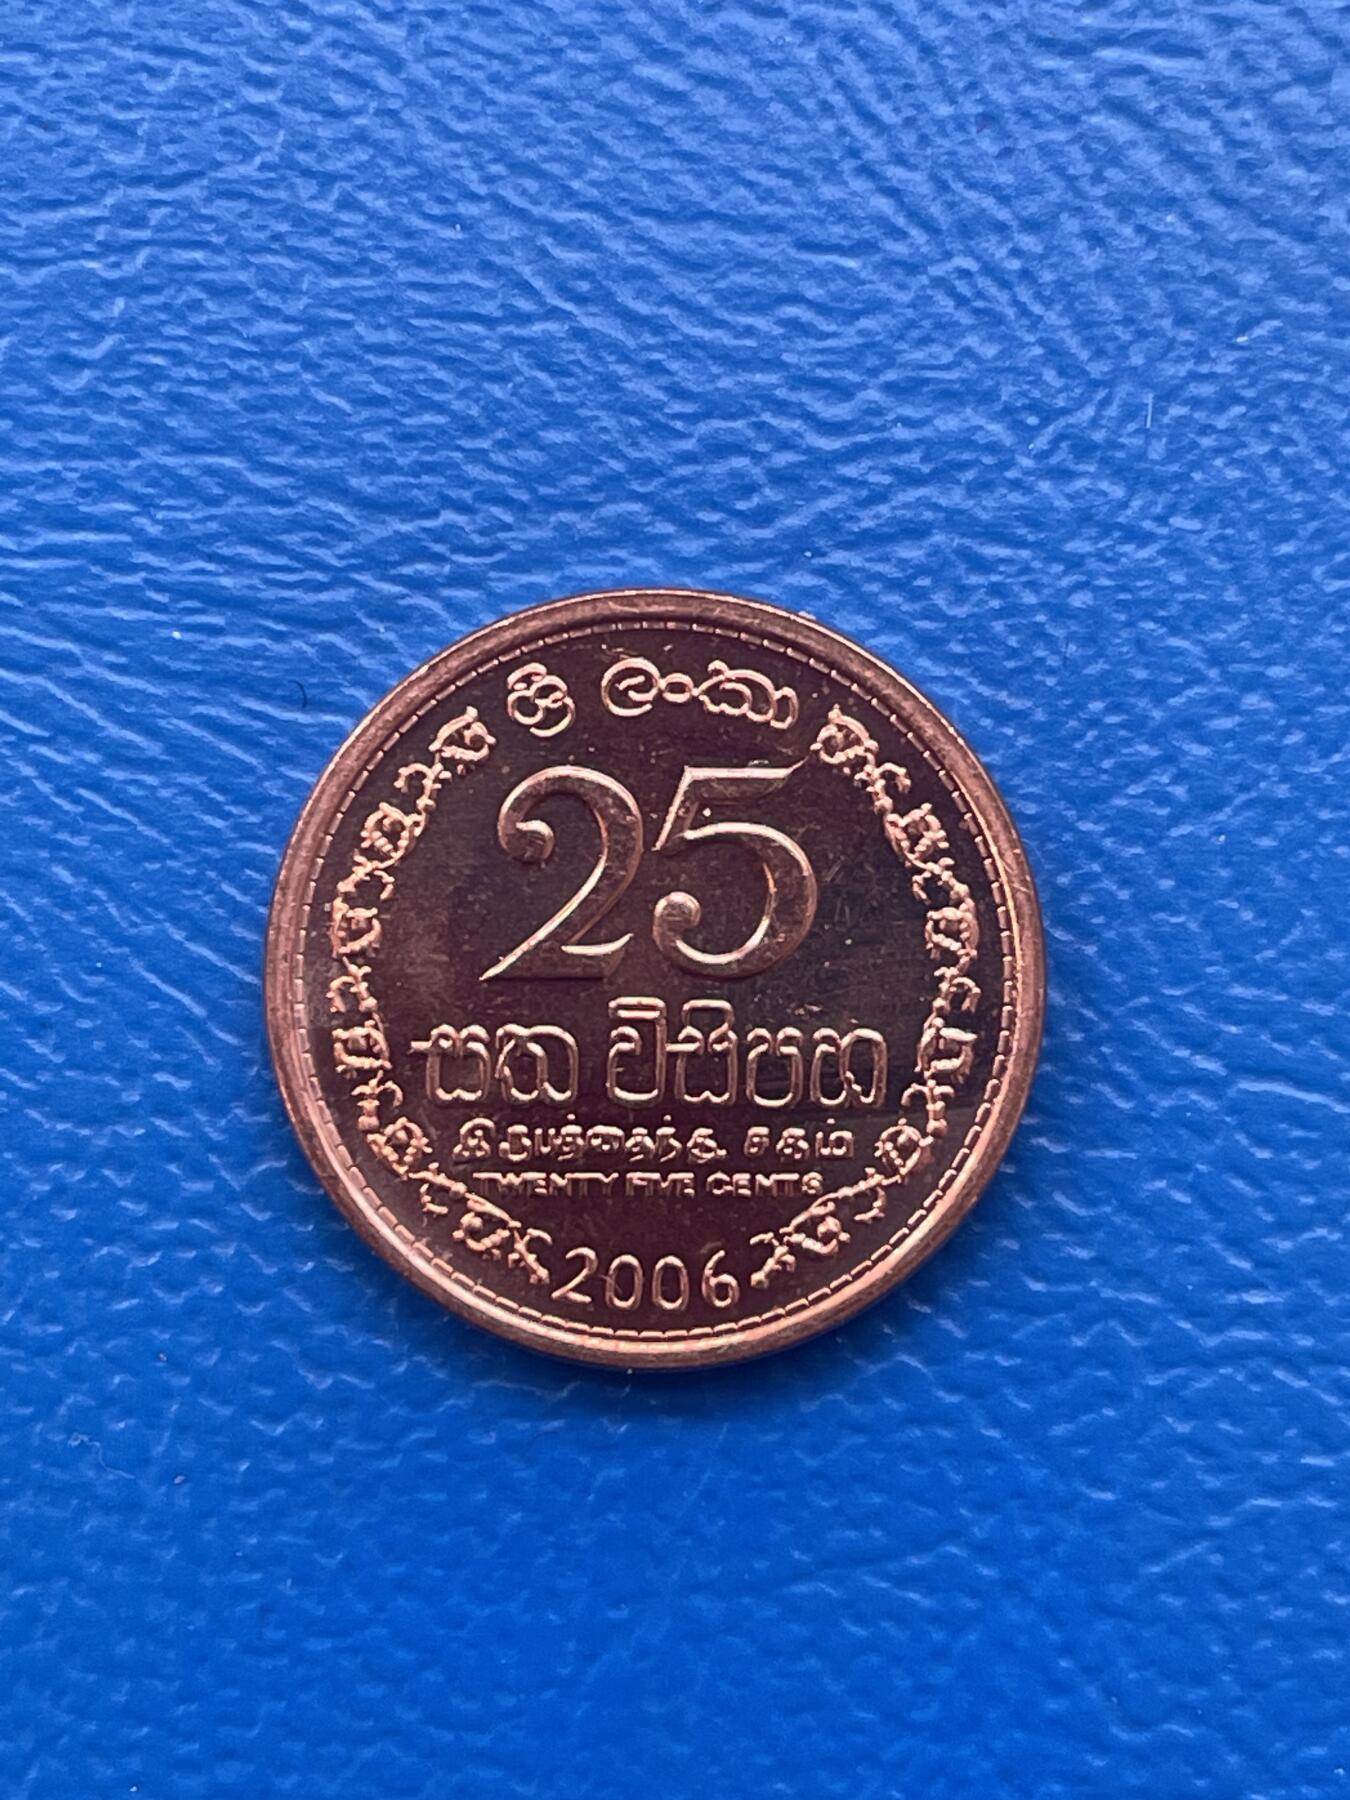 ශ්‍රී ලංකා
25
සත විසිපහ
இருபத்தைந்து சதம்
TWENTY FIVE CENTS
2006